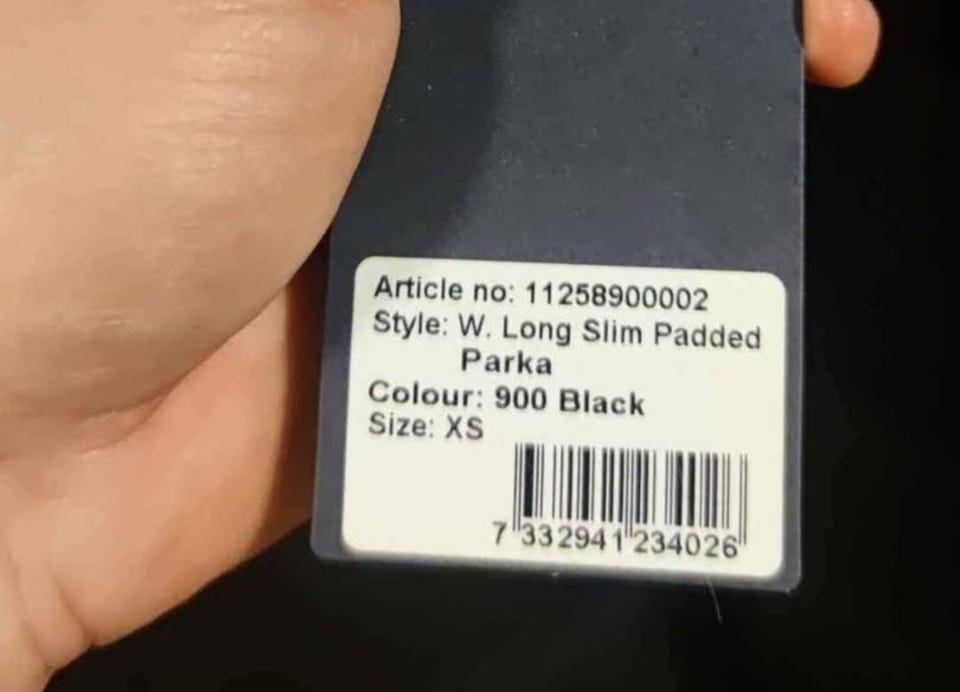 Article no: 11258900002
Style: W. Long Slim Padded
Parka
Colour: 900 Black
Size: XS
7 332941 234026